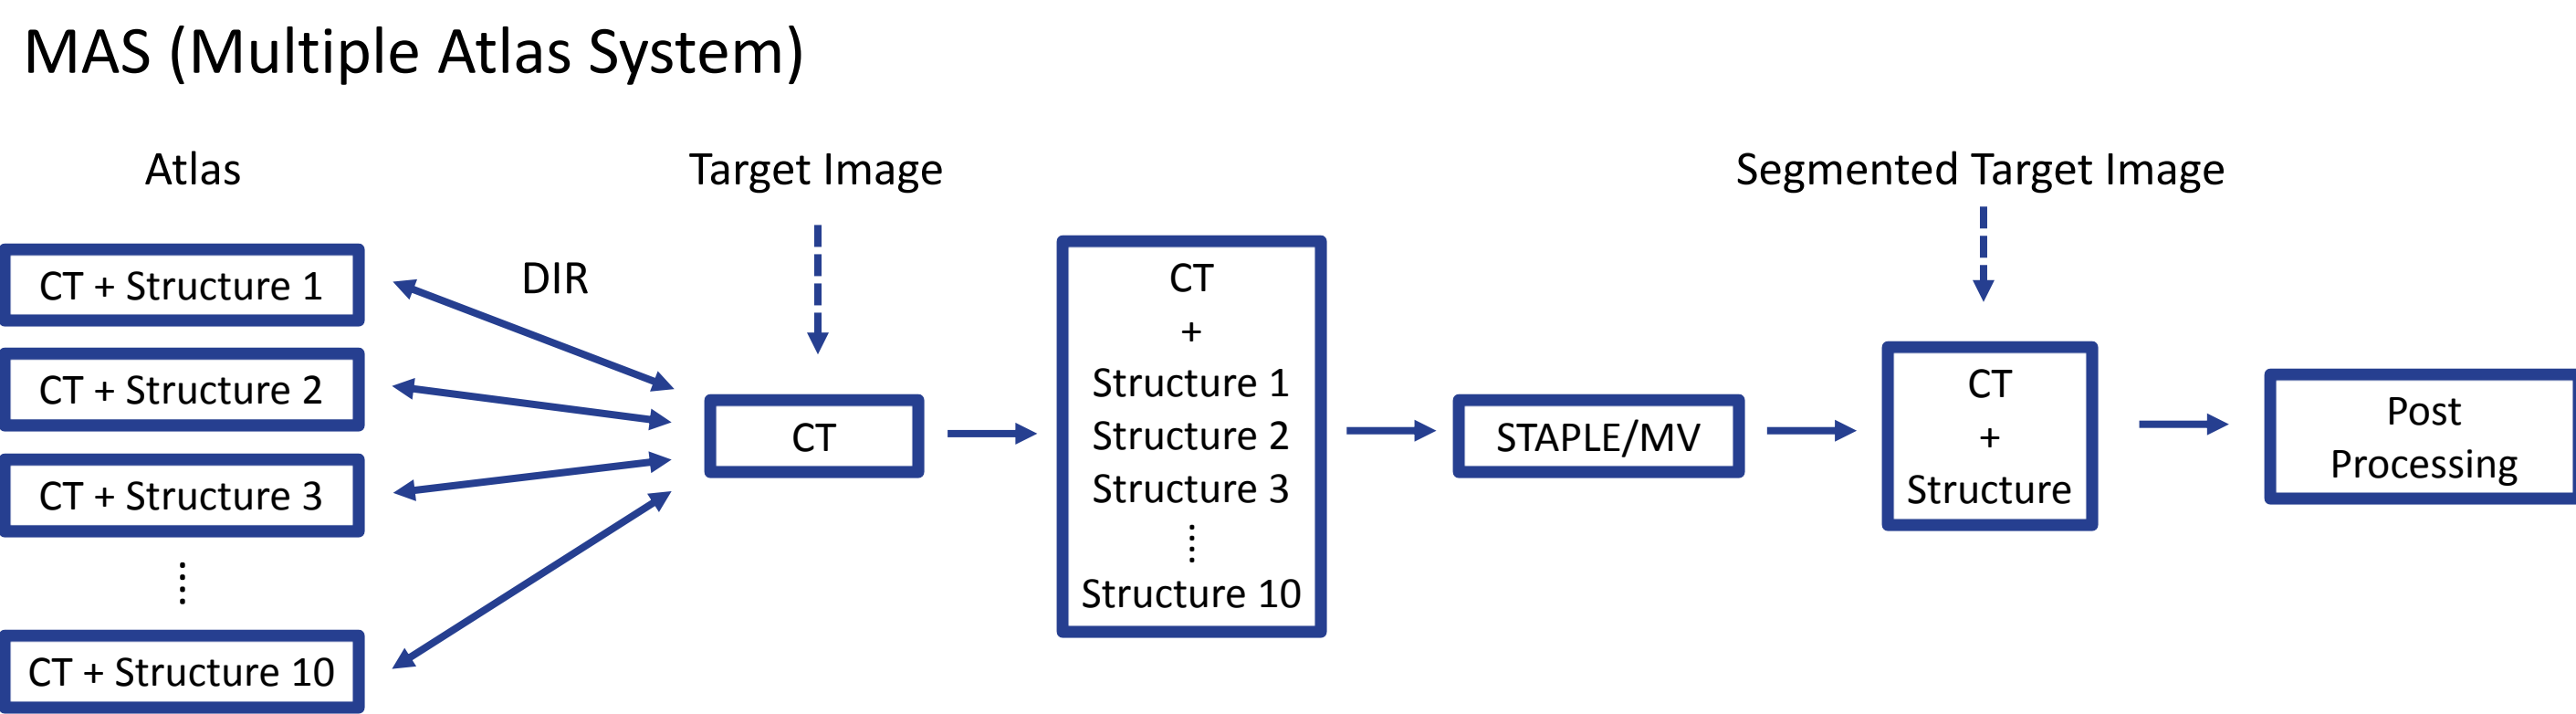 MAS (Multiple Atlas System)
Atlas
Target Image
Segmented Target Image
DIR
CT + Structure 1
CT + Structure 2
CT + Structure 3
CT + Structure 10
CT
CT
+
Structure 1
Structure 2
Structure 3
Structure 10
STAPLE/MV
CT
+
Structure
Post
Processing